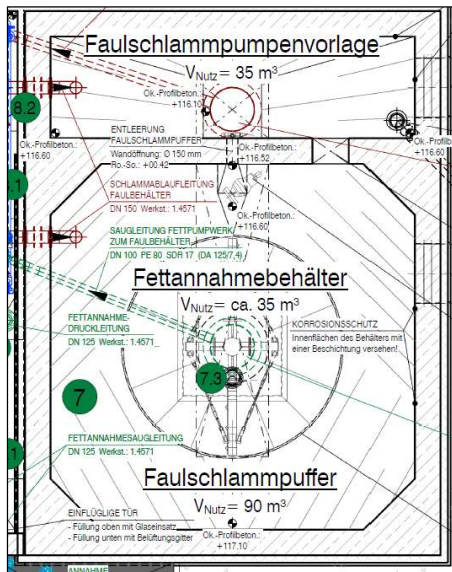 Faulschlammpumpenvorlage
VNutz= 35 m³
Ok.-Profilbeton.:
+116.10
8.2
Ok.-Profilbeton.:
+116.60
ENTLEERUNG
FAULSCHLAMMPUFFER
Wandöffnung: Ø 150 mm
Ro.-So.: +00.42
Ok.-Profilbeton.:
+116.52
Ok.-Profilbeton.:
+116.60
.1
SCHLAMMABLAUFLEITUNG
FAULBEHÄLTER
DN 150 Werkst.: 1.4571
Ok.-Profilbeton.:
+116.60
SAUGLEITUNG FETTPUMPWERK
ZUM FAULBEHÄLTER
DN 100 PE 80 SDR 17 (DA 125/7,4)
Fettannahmebehälter
VNutz= ca. 35 m³
FETTANNAHME-
DRUCKLEITUNG
DN 125 Werkst.: 1.4571
KORROSIONSSCHUTZ
Innenflächen des Behälters mit
einer Beschichtung versehen!
7.3
7
FETTANNAHMESAUGLEITUNG
DN 125 Werkst.: 1.4571
1
Faulschlammpuffer
VNutz= 90 m³
EINFLÜGLIGE TÜR
- Füllung oben mit Glaseinsatz
- Füllung unten mit Belüftungsgitter
Ok.-Profilbeton.:
+117.10
ANNAHME